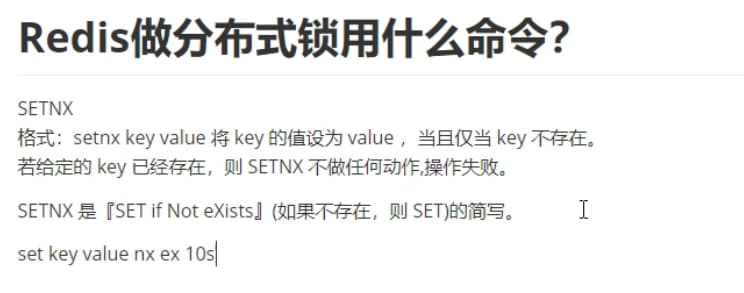 Redis做分布式锁用什么命令？
SETNX
格式：setnx key value 将 key 的值设为 value ，当且仅当 key 不存在。
若给定的 key 已经存在，则 SETNX 不做任何动作,操作失败。
SETNX 是『SET if Not eXists』(如果不存在，则 SET)的简写。
set key value nx ex 10s